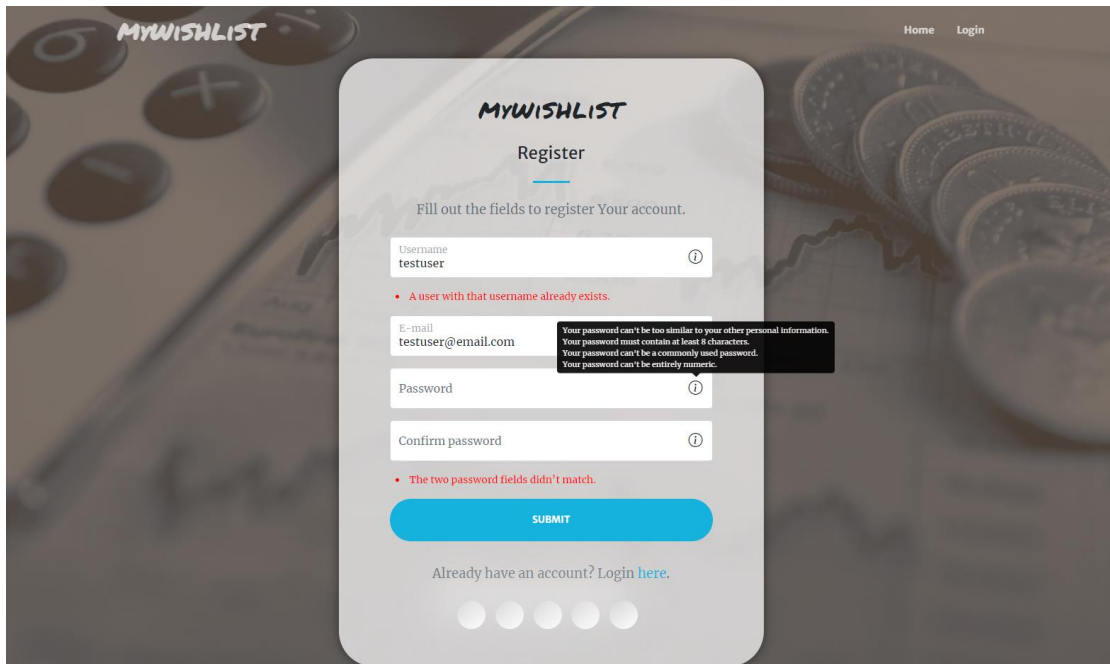 MyWishList
Home Login
MyWishList
Register
Fill out the fields to register Your account.
Username
testuser
• A user with that username already exists.
E-mail
testuser@email.com
Your password can't be too similar to your other personal information.
Your password must contain at least 8 characters.
Your password can't be a commonly used password.
Your password can't be entirely numeric.
Password
Confirm password
• The two password fields didn't match.
SUBMIT
Already have an account? Login here.